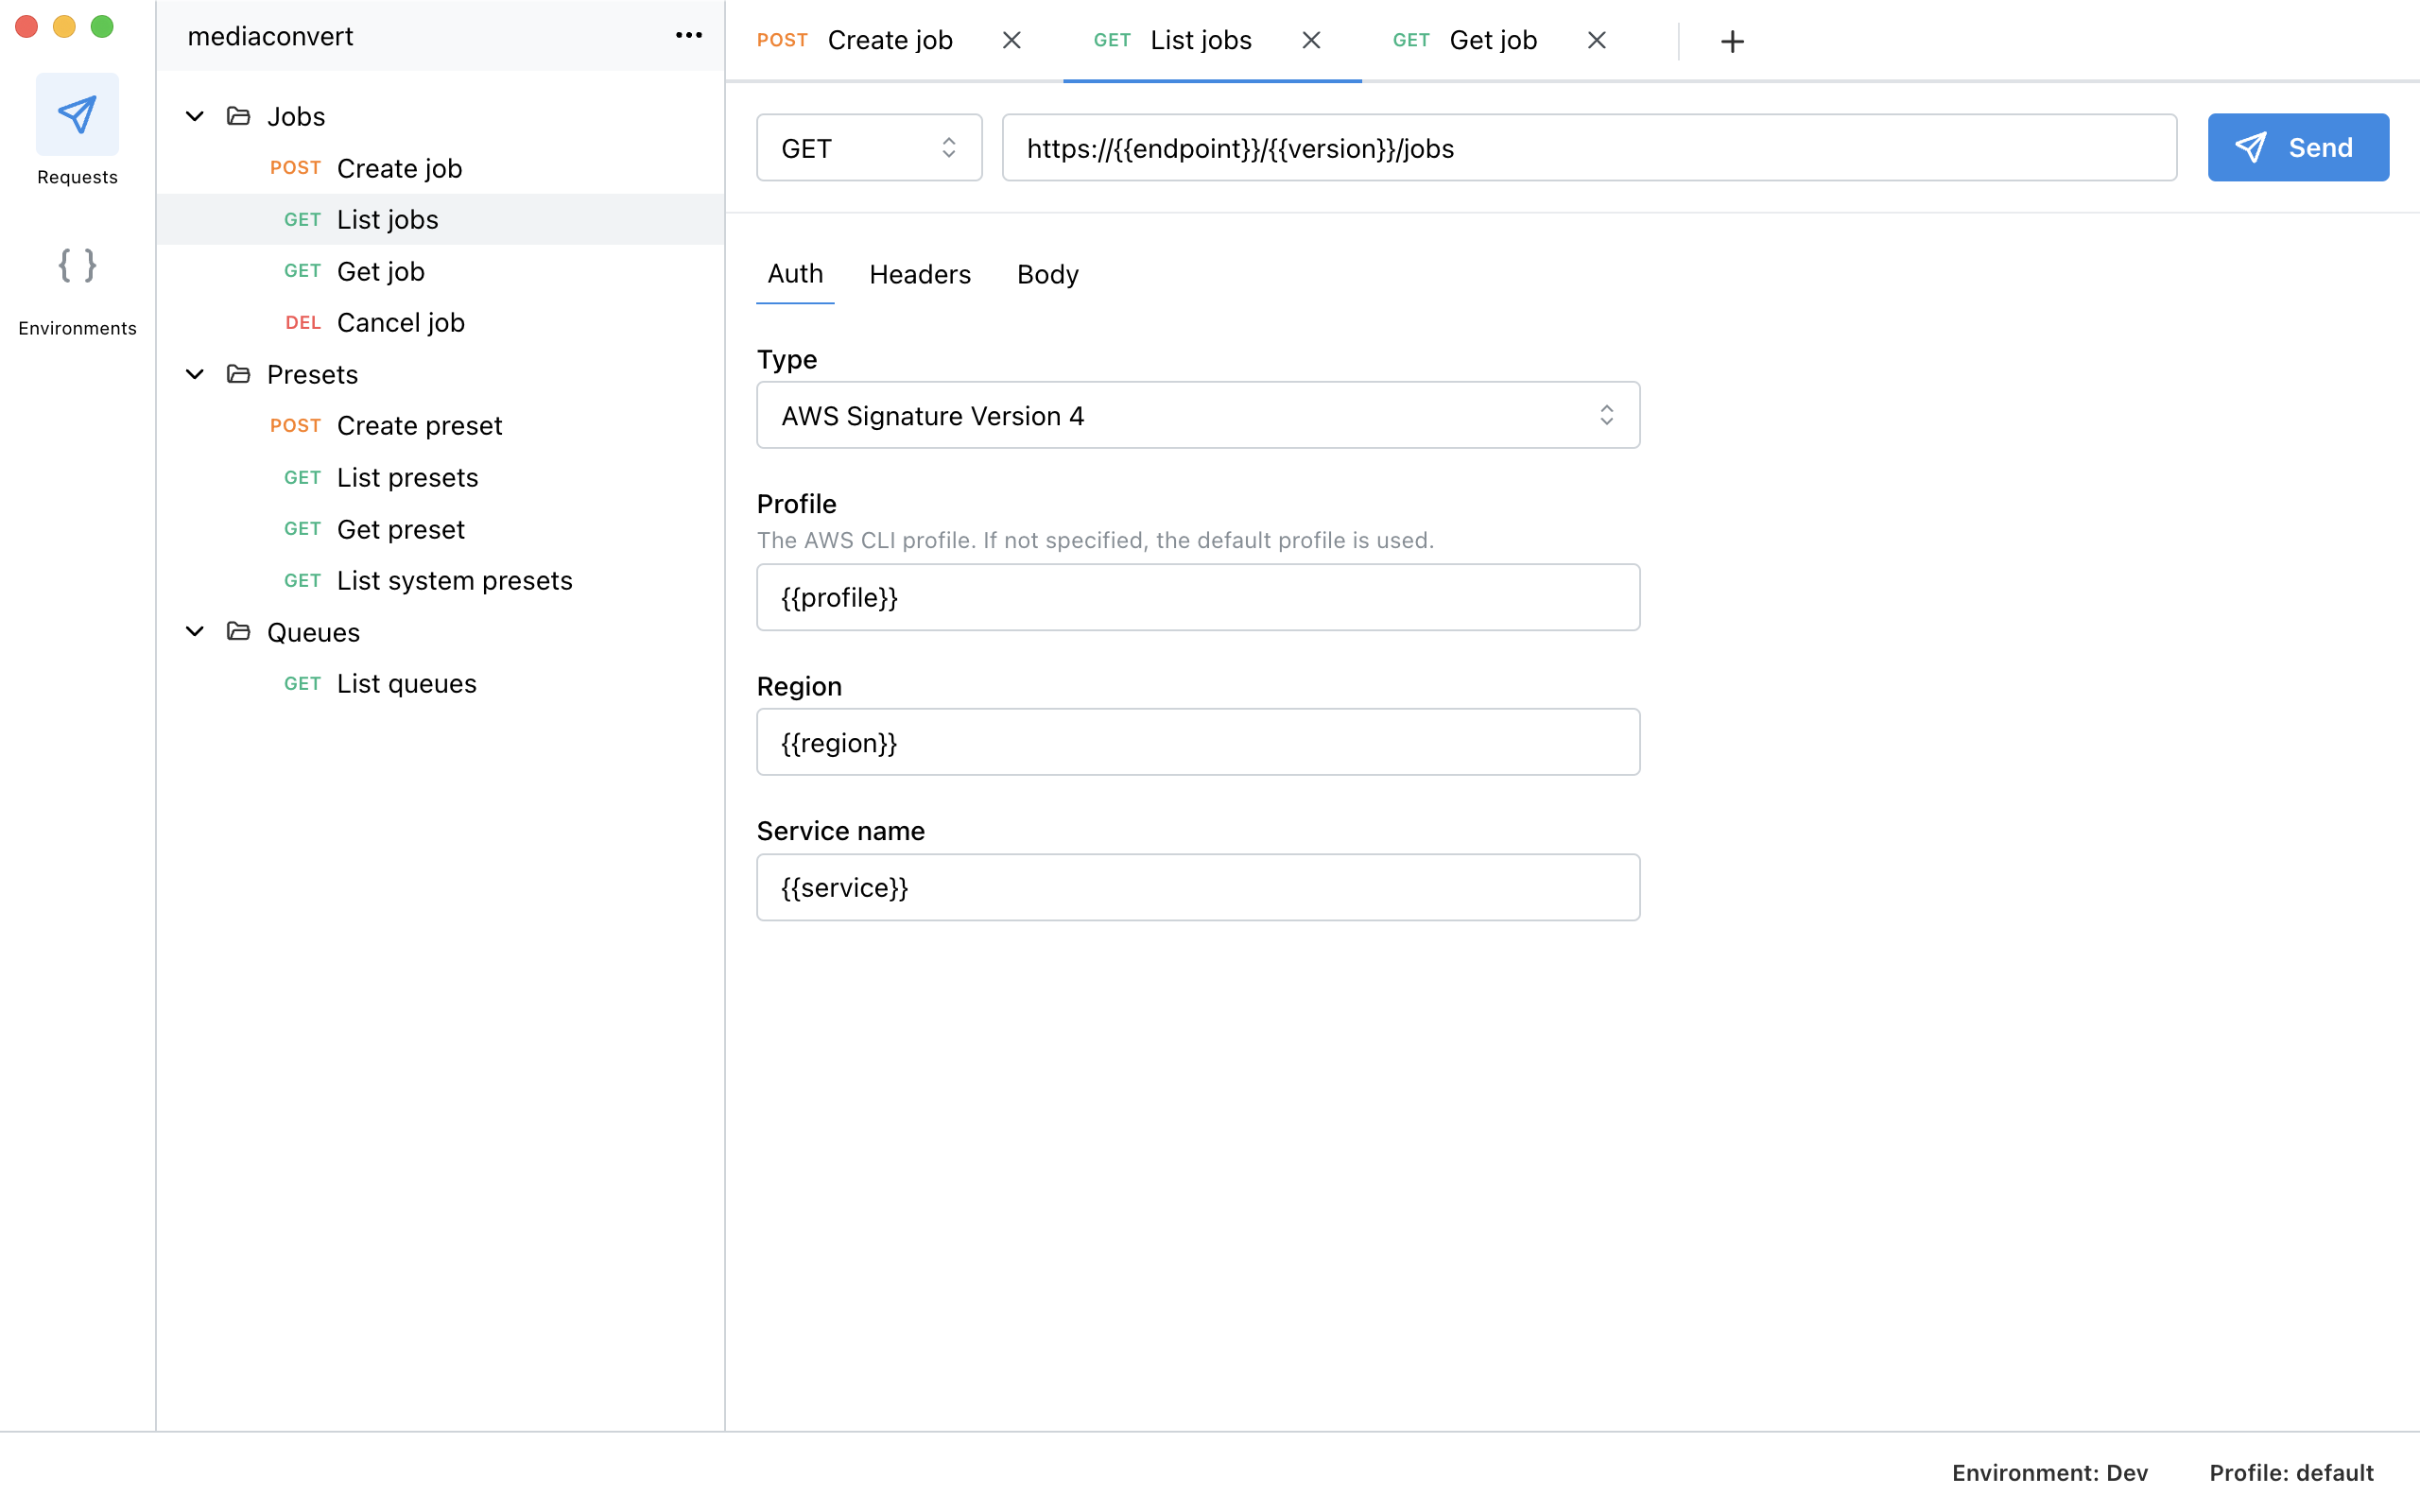 Requests
Environments
mediaconvert
Jobs
POST Create job
GET List jobs
GET Get job
DEL Cancel job
Presets
POST Create preset
GET List presets
GET Get preset
GET List system presets
Queues
GET List queues
POST Create job
GET List jobs
GET Get job
GET
https://{{endpoint}}/{{version}}/jobs
Send
Auth
Headers
Body
Type
AWS Signature Version 4
Profile
The AWS CLI profile. If not specified, the default profile is used.
{{profile}}
Region
{{region}}
Service name
{{service}}
Environment: Dev
Profile: default